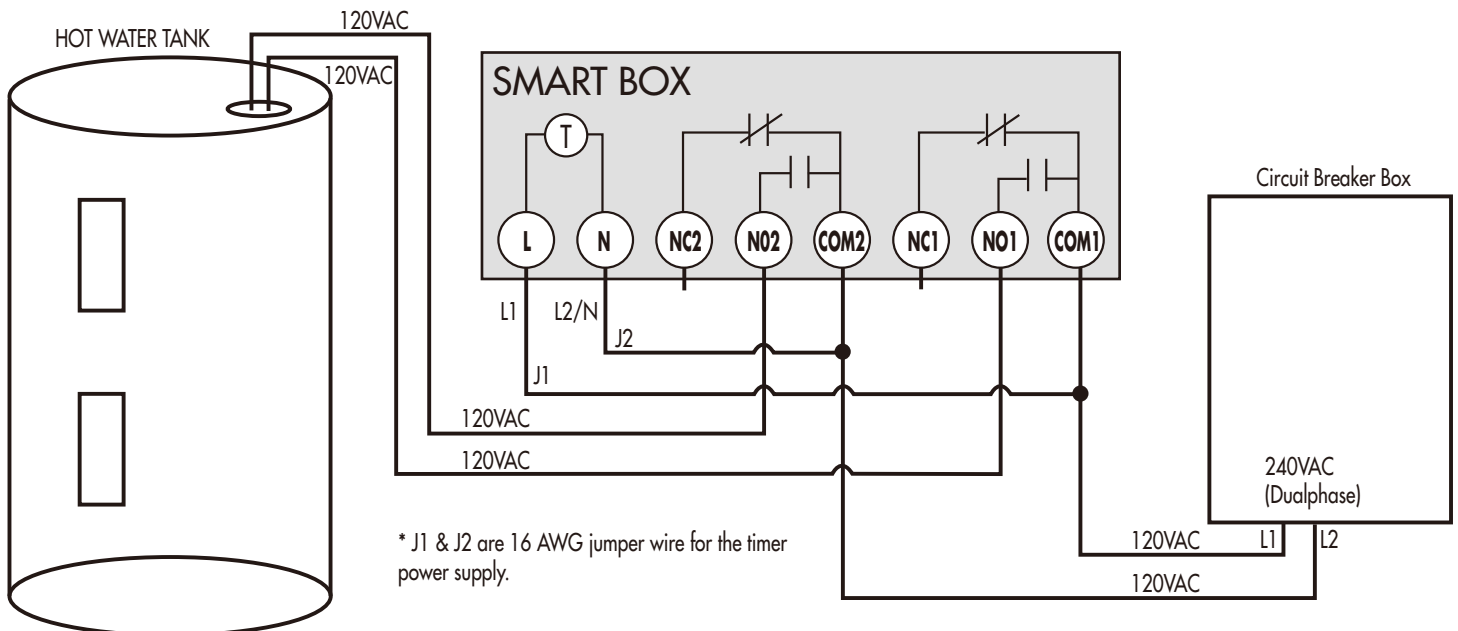 120VAC
HOT WATER TANK
120VAC
SMART BOX
T
Circuit Breaker Box
L
N
NC2
N02
COM2
NC1
NO1
COM1
L1
L2/N
J2
J1
120VAC
120VAC
240VAC
(Dualphase)
* J1 & J2 are 16 AWG jumper wire for the timer
power supply.
120VAC
L1
L2
120VAC